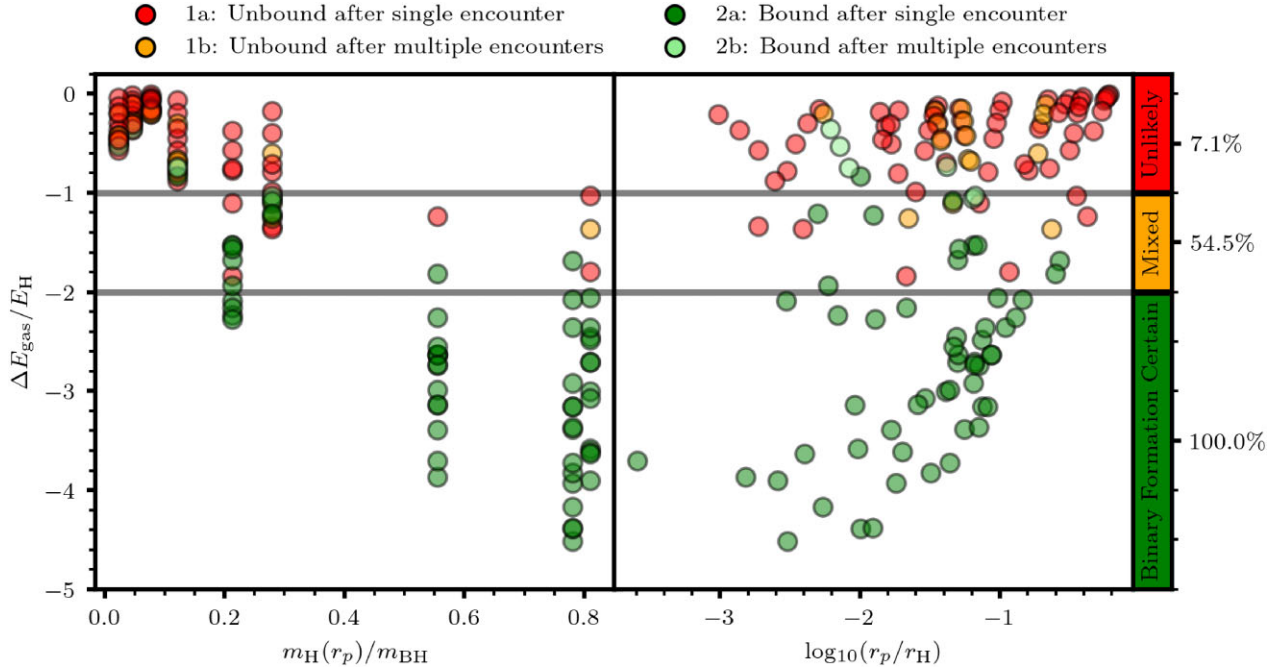 1a: Unbound after single encounter
1b: Unbound after multiple encounters
2a: Bound after single encounter
2b: Bound after multiple encounters
0
−1
−2
−3
−4
−5
ΔE_gas/E_H
0.0 0.2 0.4 0.6 0.8
m_H(r_p)/m_BH
−3 −2 −1
log₁₀(r_p/r_H)
Unlikely
Mixed
Binary Formation Certain
7.1%
54.5%
100.0%